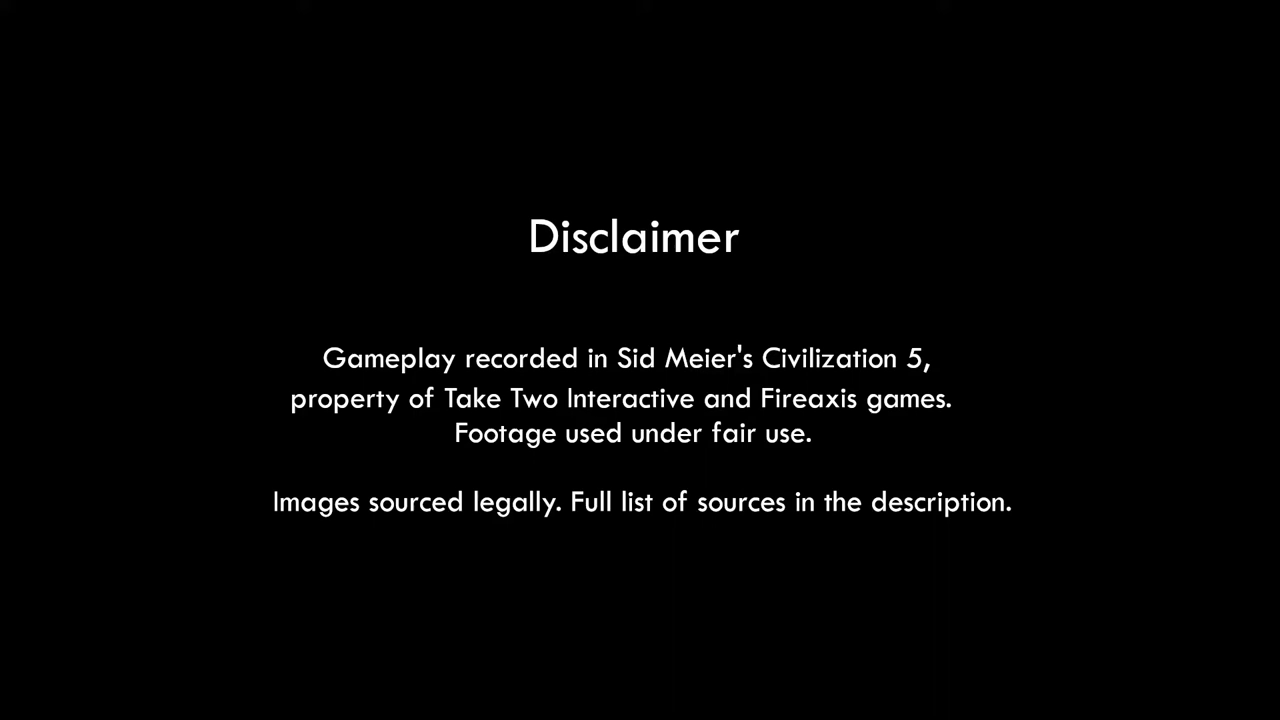 Disclaimer
Gameplay recorded in Sid Meier's Civilization 5,
property of Take Two Interactive and Fireaxis games.
Footage used under fair use.
Images sourced legally. Full list of sources in the description.